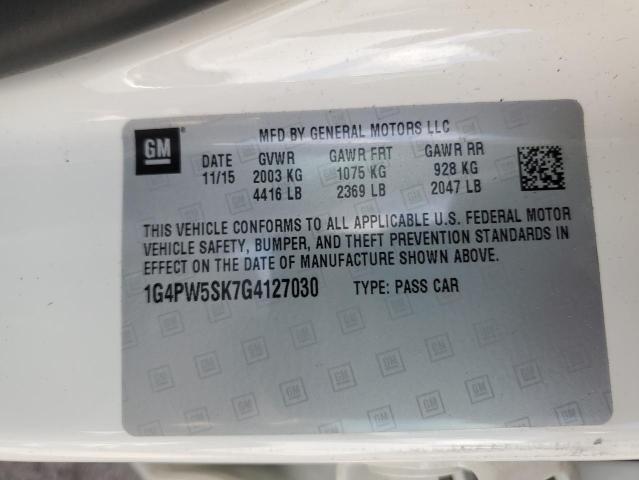 GM
MFD BY GENERAL MOTORS LLC
DATE GVWR GAWR FRT GAWR RR
11/15 2003 KG 1075 KG 928 KG
4416 LB 2369 LB 2047 LB
THIS VEHICLE CONFORMS TO ALL APPLICABLE U.S. FEDERAL MOTOR
VEHICLE SAFETY, BUMPER, AND THEFT PREVENTION STANDARDS IN
EFFECT ON THE DATE OF MANUFACTURE SHOWN ABOVE.
1G4PW5SK7G4127030 TYPE: PASS CAR